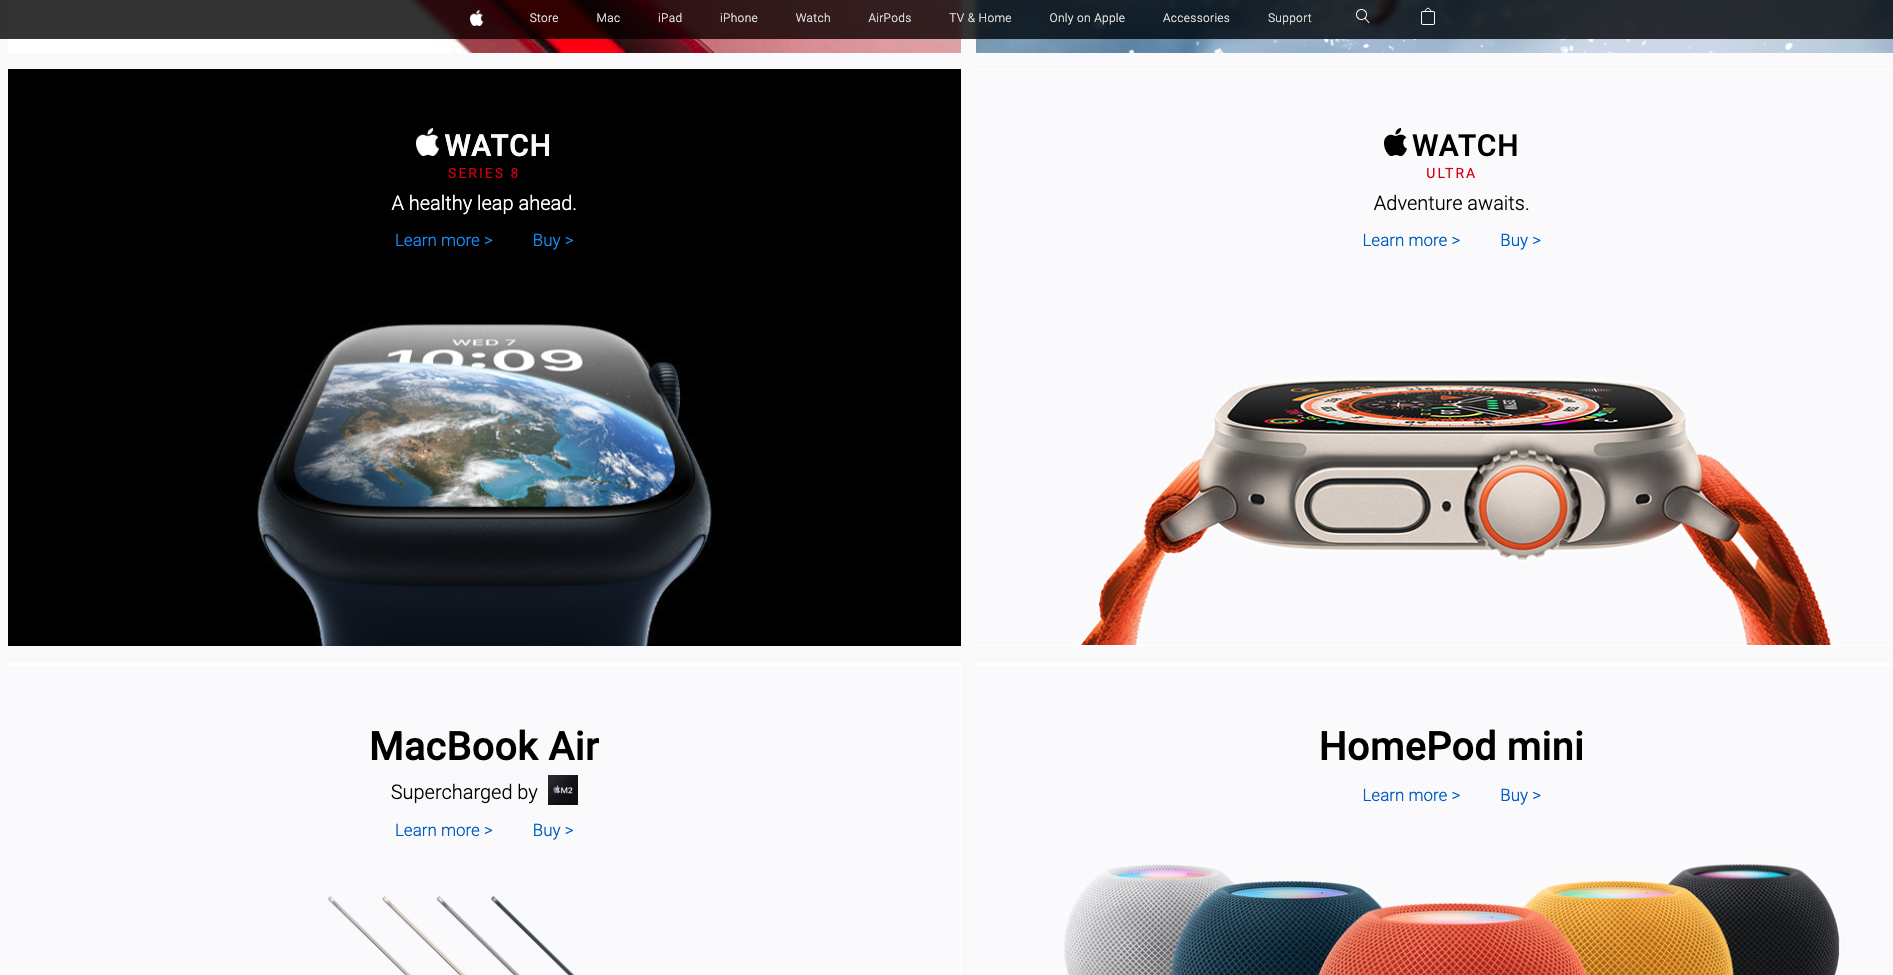 Store Mac iPad iPhone Watch AirPods TV & Home Only on Apple Accessories Support
WATCH
SERIES 8
A healthy leap ahead.
Learn more > Buy >
WED 7
10:09
WATCH
ULTRA
Adventure awaits.
Learn more > Buy >
MacBook Air
Supercharged by M2
Learn more > Buy >
HomePod mini
Learn more > Buy >